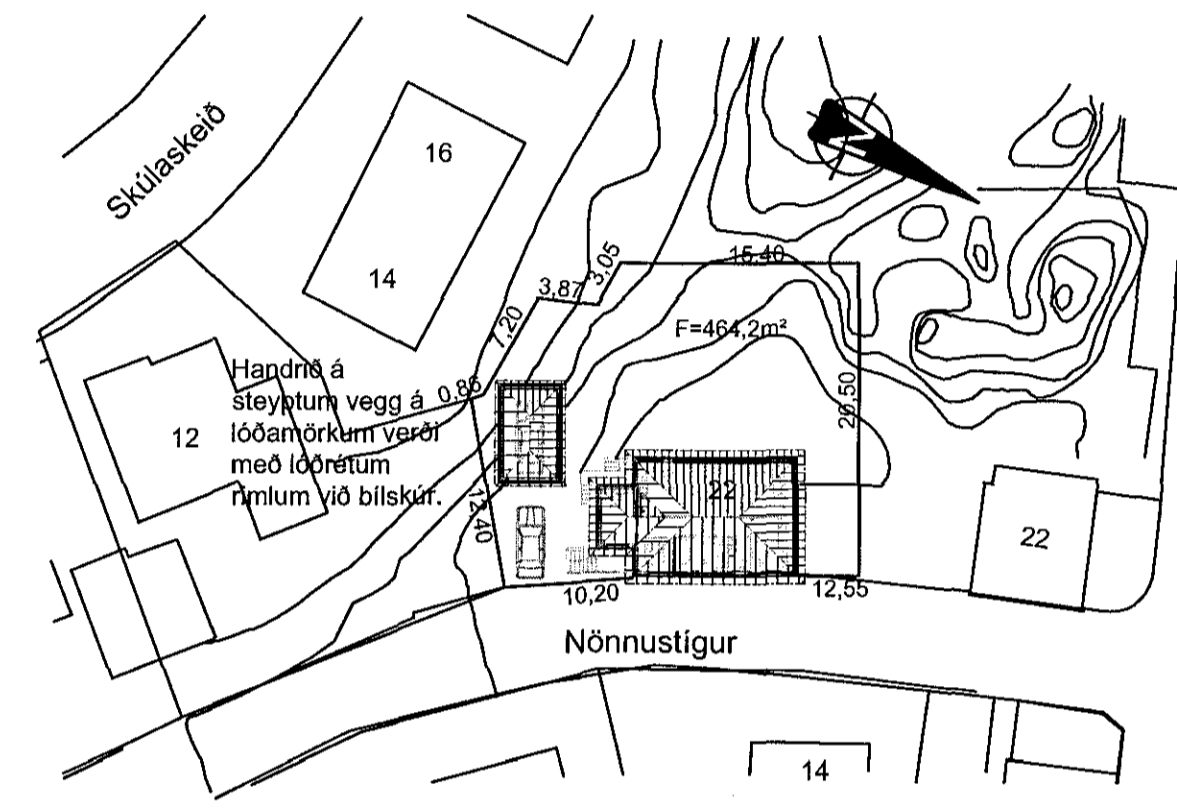 Skúlaskeið
16
14
12
Handrið á
steyptum vegg á
lóðamörkum verði
með lóðrétum
rimlum við bílskúr.
0,86
7,20
3,87
3,05
15,40
F=464,2m²
20,50
12,40
22
22
10,20
12,55
Nönnustígur
14